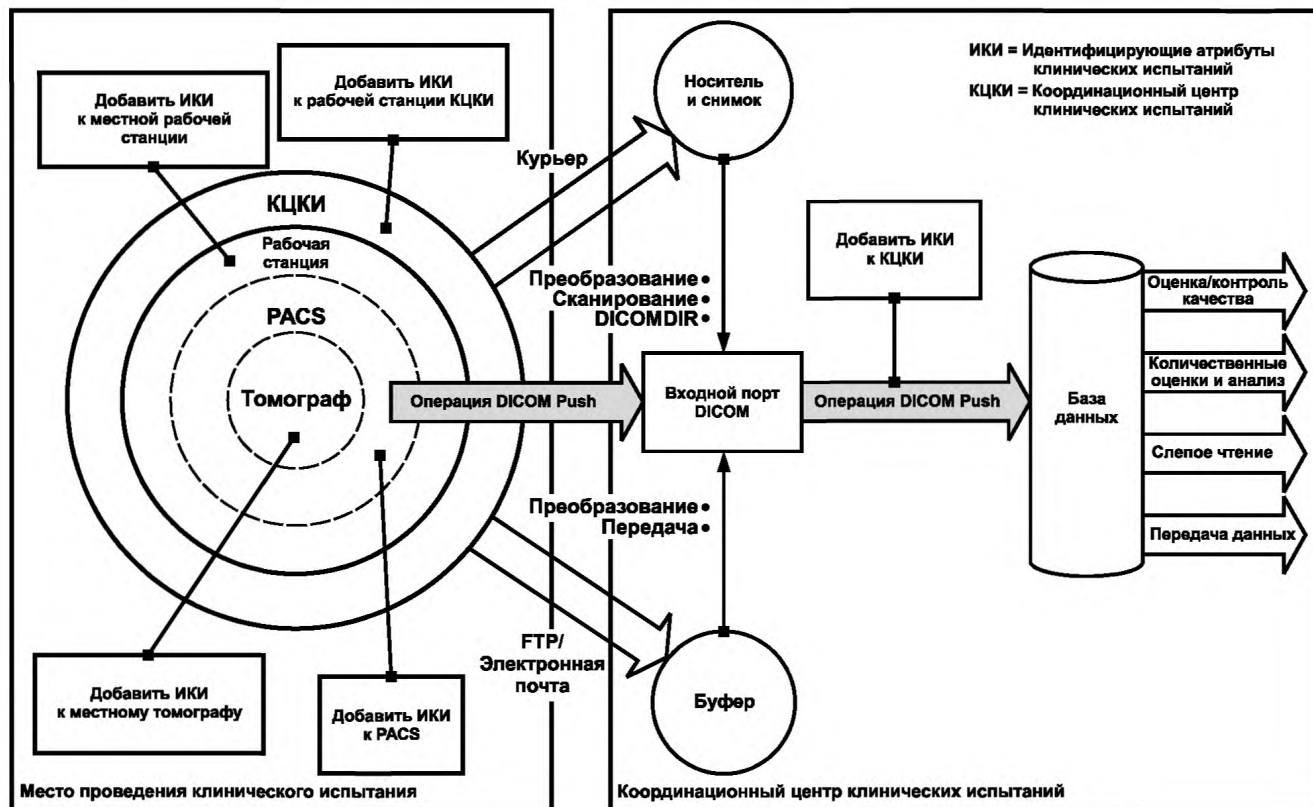 Добавить ИКИ
к местной рабочей
станции
Добавить ИКИ
к рабочей станции КЦКИ
КЦКИ
Рабочая
станция
PACS
Томограф
Добавить ИКИ
к местному томографу
Добавить ИКИ
к PACS
Место проведения клинического испытания
Курьер
Операция DICOM Push
FTP/
Электронная
почта
Носитель
и снимок
ИКИ = Идентифицирующие атрибуты
клинических испытаний
КЦКИ = Координационный центр
клинических испытаний
Преобразование •
Сканирование •
DICOMDIR •
Добавить ИКИ
к КЦКИ
Входной порт
DICOM
Операция DICOM Push
Преобразование •
Передача •
Буфер
База
данных
Оценка/контроль
качества
Количественные
оценки и анализ
Слепое чтение
Передача данных
Координационный центр клинических испытаний